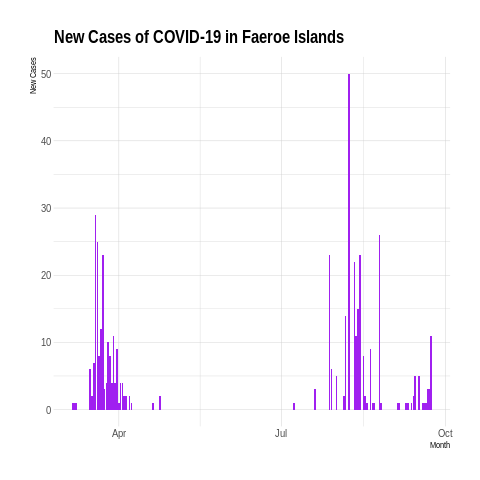 New Cases of COVID-19 in Faeroe Islands
New Cases
50
40
30
20
10
0
Apr
Jul
Oct
Month